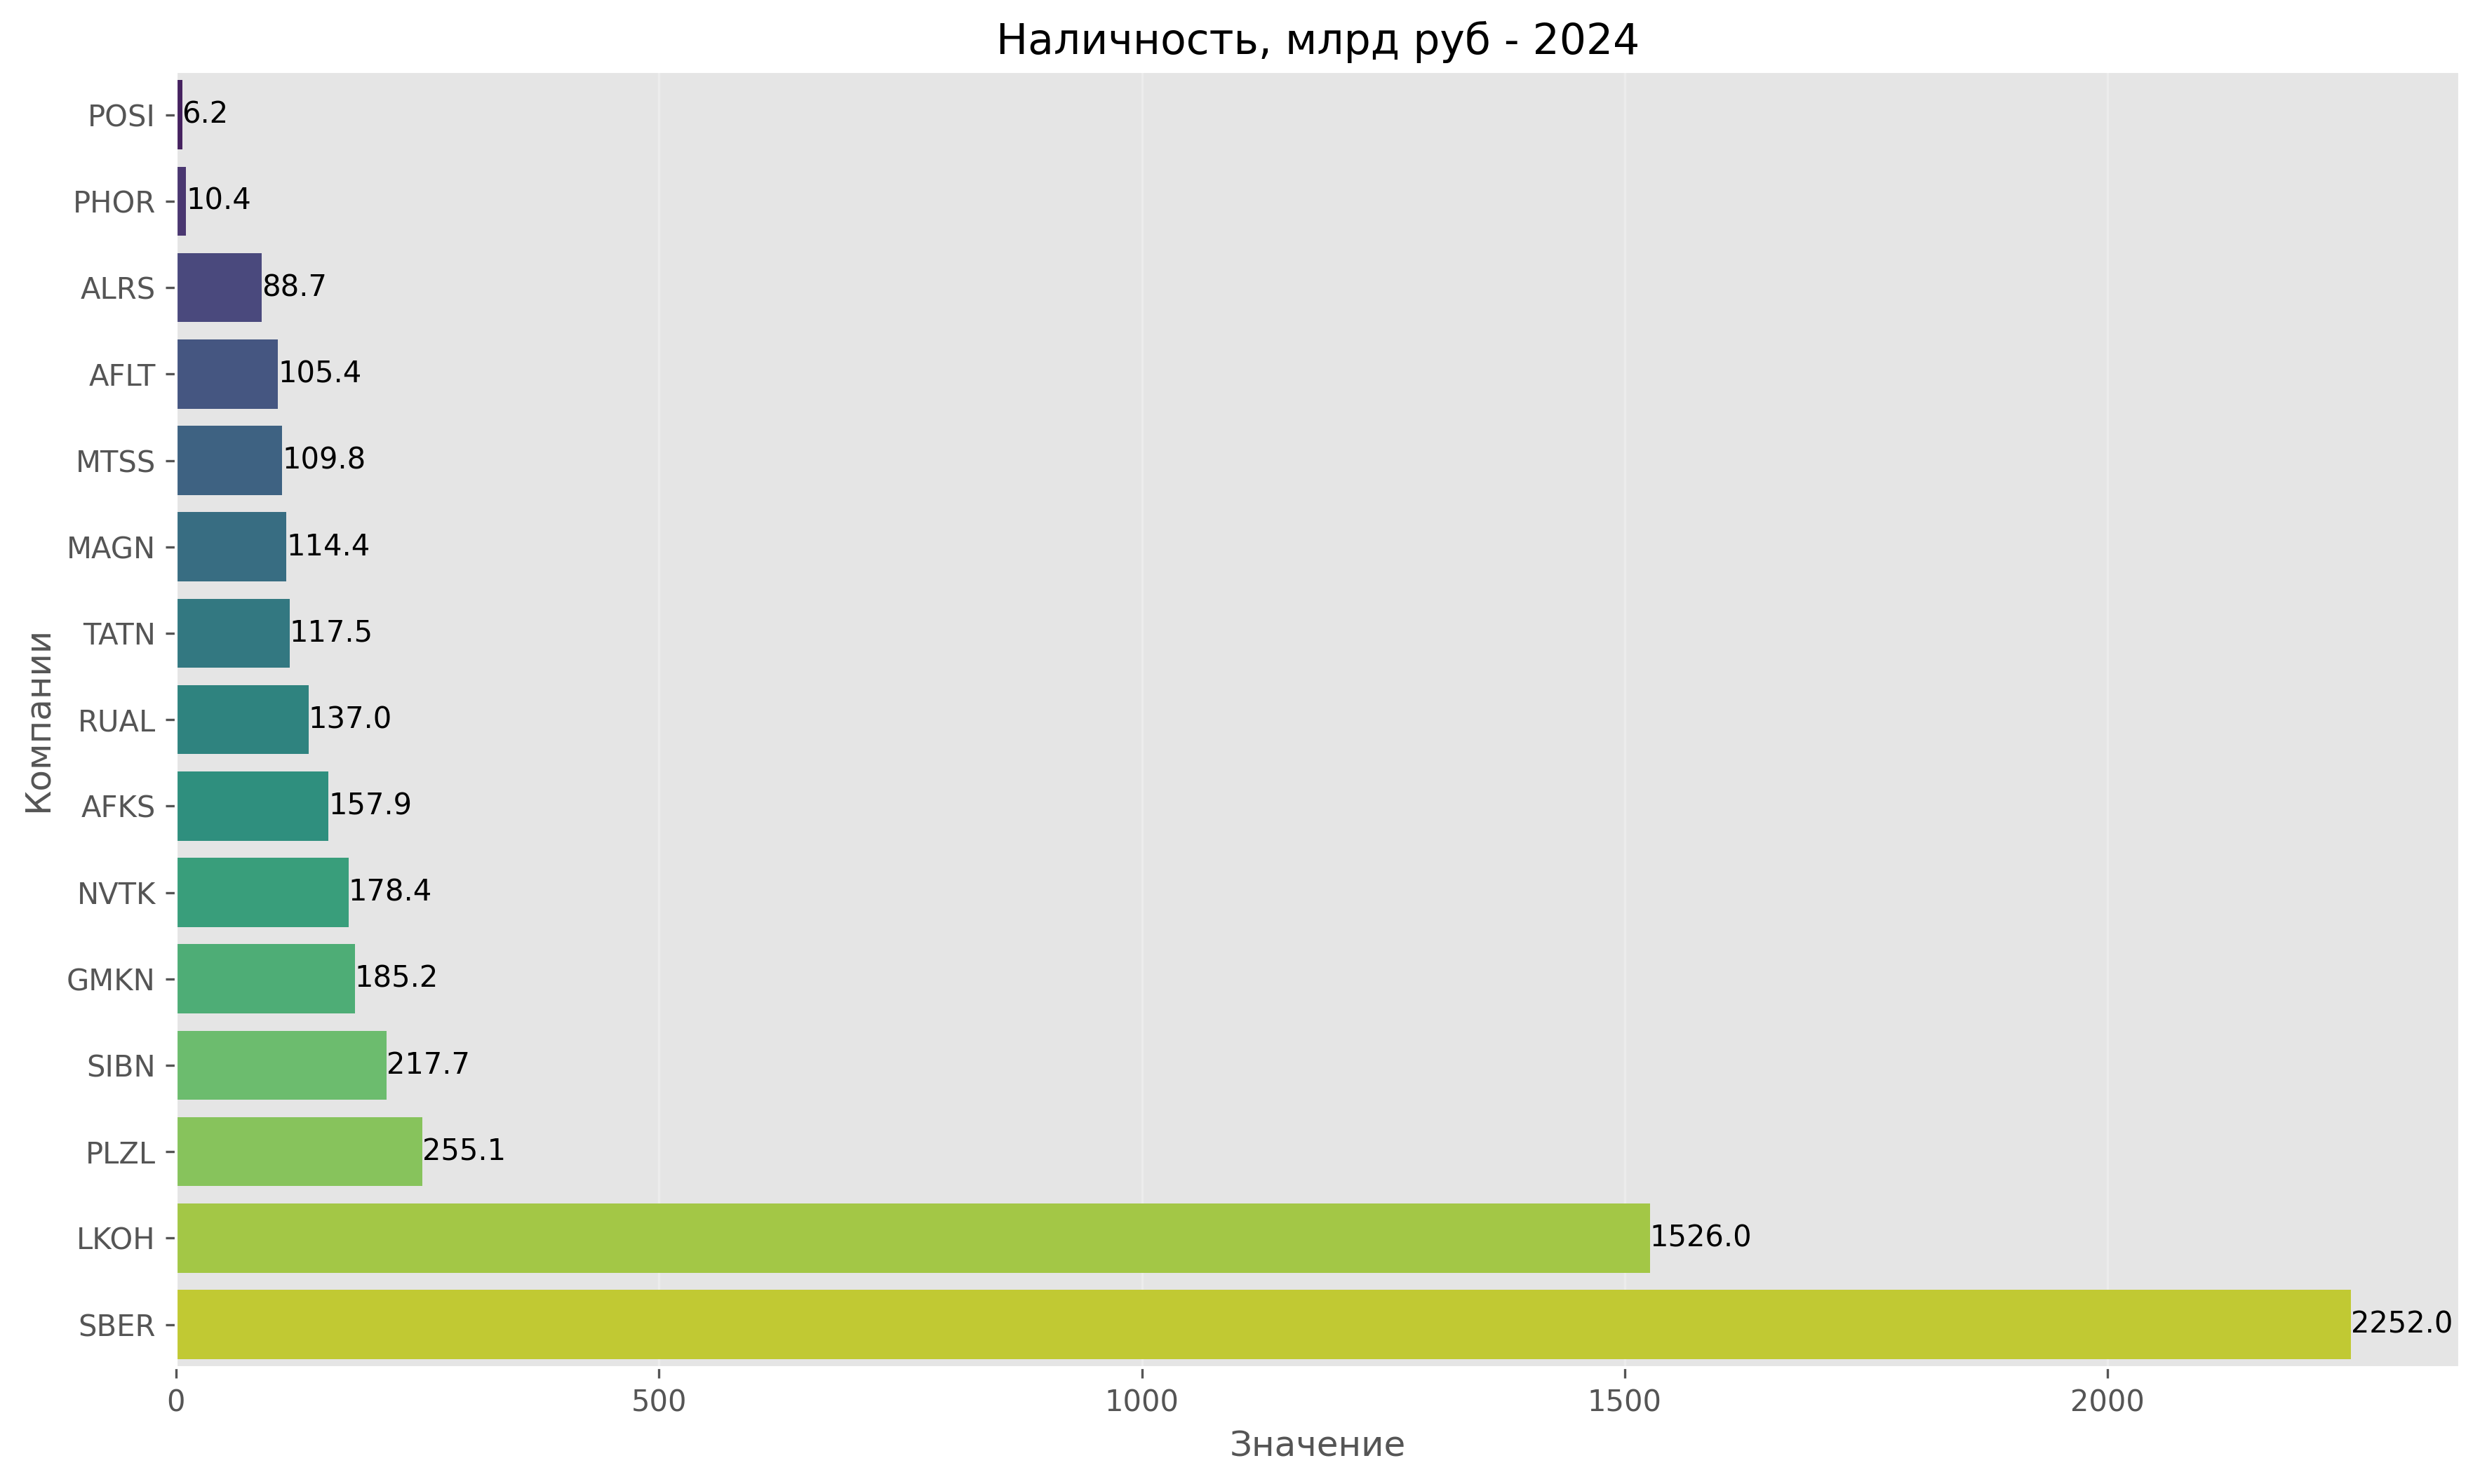 Наличность, млрд руб - 2024
Компании
POSI 6.2
PHOR 10.4
ALRS 88.7
AFLT 105.4
MTSS 109.8
MAGN 114.4
TATN 117.5
RUAL 137.0
AFKS 157.9
NVTK 178.4
GMKN 185.2
SIBN 217.7
PLZL 255.1
LKOH 1526.0
SBER 2252.0
0 500 1000 1500 2000
Значение